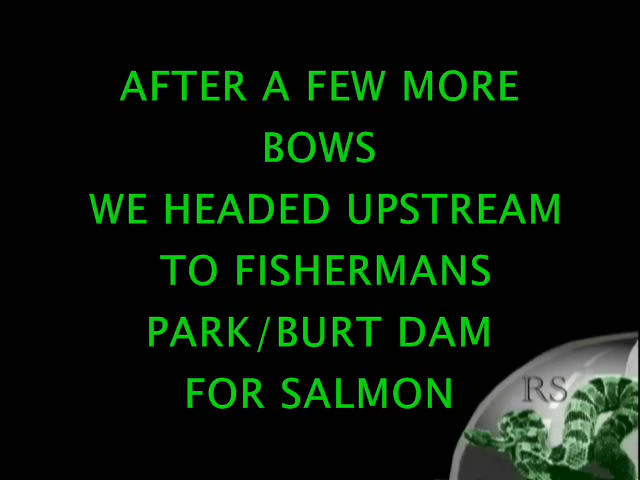 AFTER A FEW MORE
BOWS
WE HEADED UPSTREAM
TO FISHERMANS
PARK/BURT DAM
FOR SALMON
RS